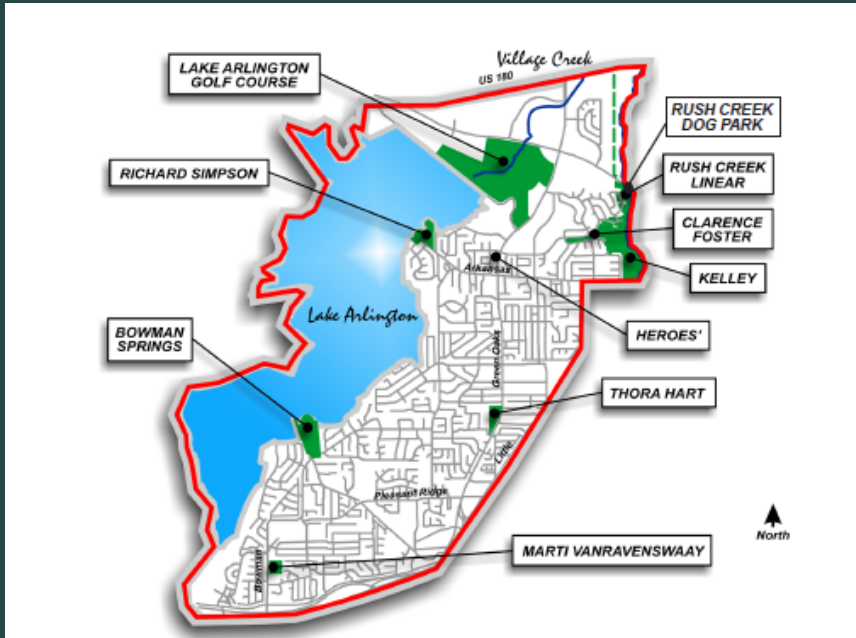 Village Creek
US 180
LAKE ARLINGTON
GOLF COURSE
RUSH CREEK
DOG PARK
RICHARD SIMPSON
RUSH CREEK
LINEAR
CLARENCE
FOSTER
Arkansas
KELLEY
Lake Arlington
BOWMAN
SPRINGS
HEROES'
Green Oaks
THORA HART
Little
Pleasant Ridge
North
MARTI VANRAVENSWAAY
Bowman